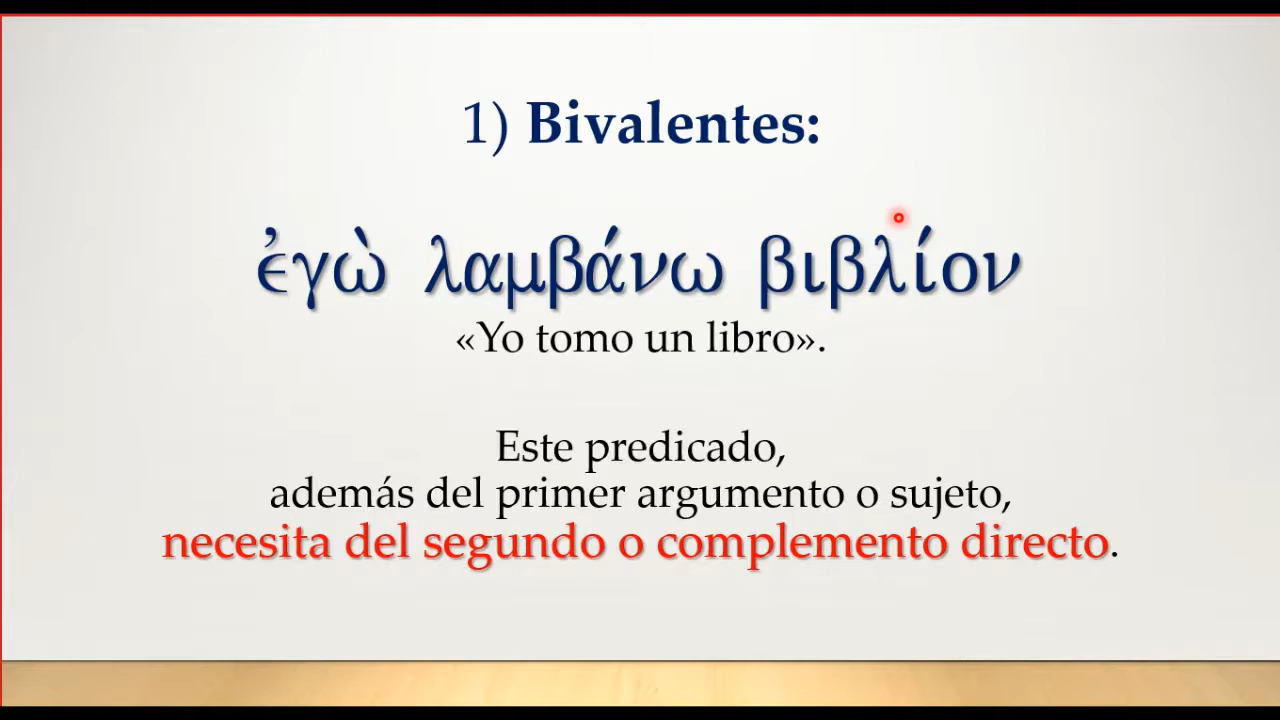 1) Bivalentes:
ἐγὼ λαμβάνω βιβλίον
«Yo tomo un libro».
Este predicado,
además del primer argumento o sujeto,
necesita del segundo o complemento directo.